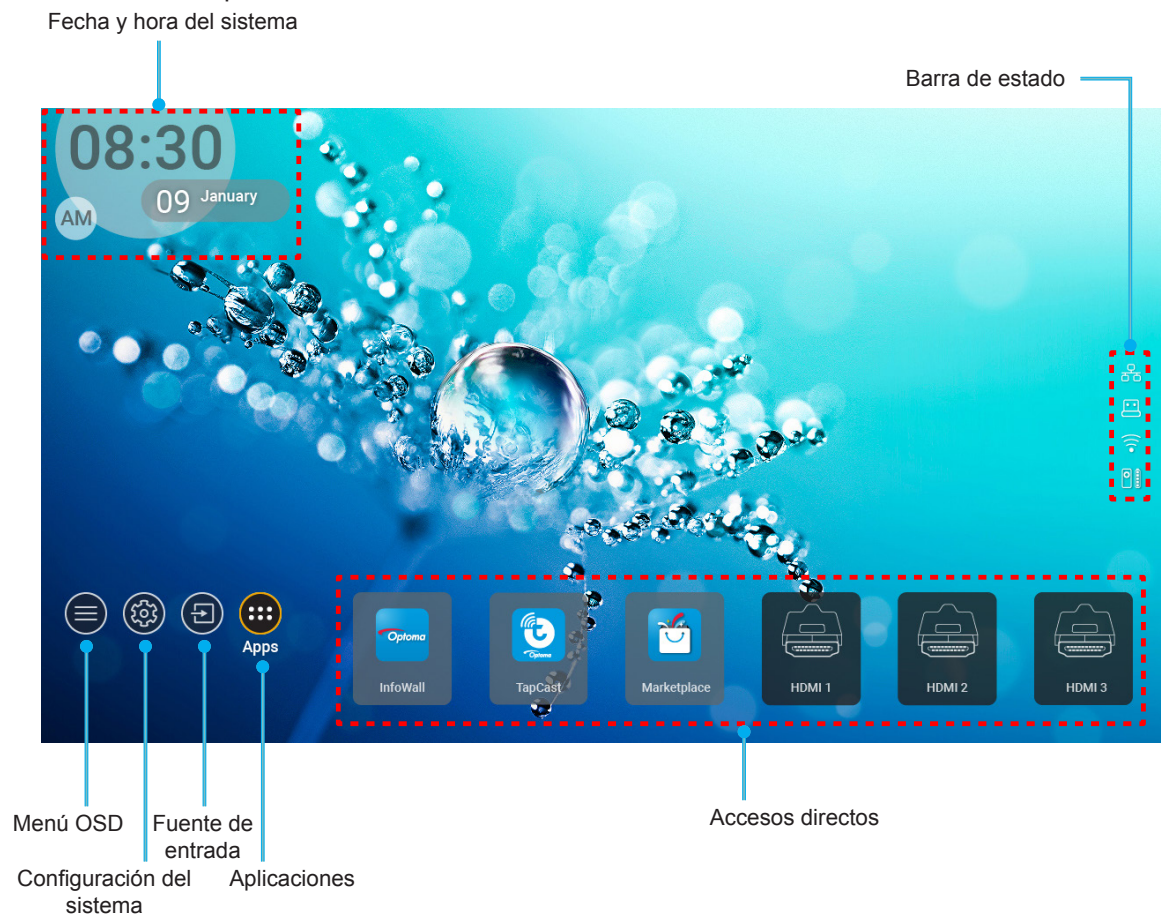 Fecha y hora del sistema
Barra de estado
08:30
09 January
AM
Apps
Optoma
Optoma
InfoWall
TapCast
Marketplace
HDMI 1
HDMI 2
HDMI 3
Menú OSD
Fuente de
entrada
Accesos directos
Configuración del
sistema
Aplicaciones